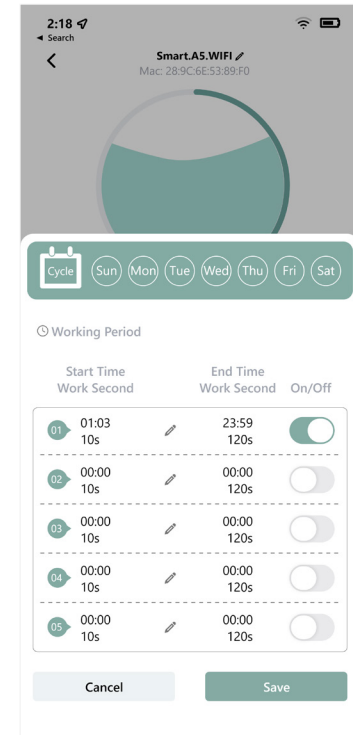 2:18
Search
Smart.A5.WIFI
Mac: 28:9C:6E:53:89:F0
Cycle Sun Mon Tue Wed Thu Fri Sat
Working Period
Start Time End Time
Work Second Work Second On/Off
01 01:03 23:59
10s 120s
02 00:00 00:00
10s 120s
03 00:00 00:00
10s 120s
04 00:00 00:00
10s 120s
05 00:00 00:00
10s 120s
Cancel Save